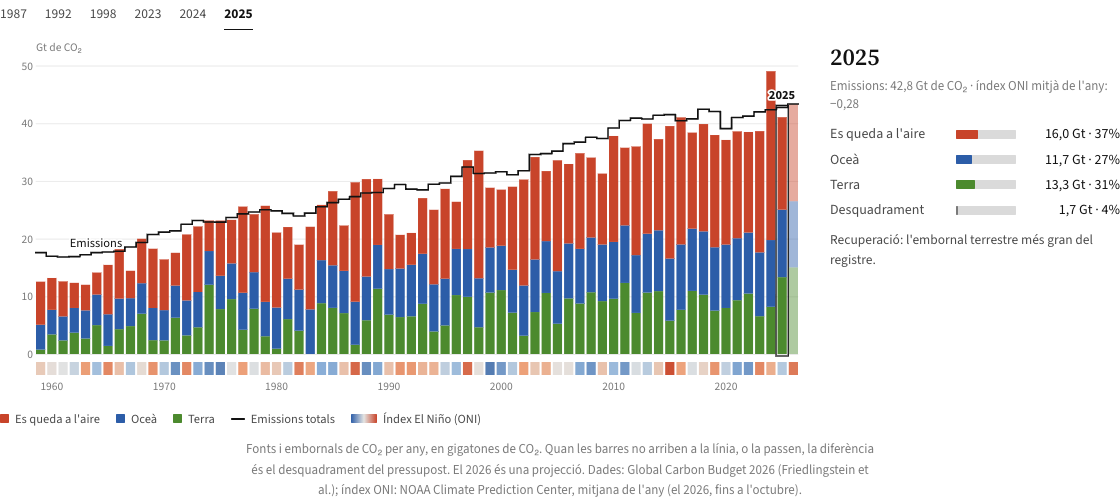 1987 1992 1998 2023 2024 2025
Gt de CO₂
50
40
30
20
10
0
2025
Emissions
1960 1970 1980 1990 2000 2010 2020
Es queda a l'aire Oceà Terra Emissions totals Índex El Niño (ONI)
2025
Emissions: 42,8 Gt de CO₂ · índex ONI mitjà de l'any:
−0,28
Es queda a l'aire 16,0 Gt · 37%
Oceà 11,7 Gt · 27%
Terra 13,3 Gt · 31%
Desquadrament 1,7 Gt · 4%
Recuperació: l'embornal terrestre més gran del
registre.
Fonts i embornals de CO₂ per any, en gigatones de CO₂. Quan les barres no arriben a la línia, o la passen, la diferència
és el desquadrament del pressupost. El 2026 és una projecció. Dades: Global Carbon Budget 2026 (Friedlingstein et
al.); índex ONI: NOAA Climate Prediction Center, mitjana de l'any (el 2026, fins a l'octubre).